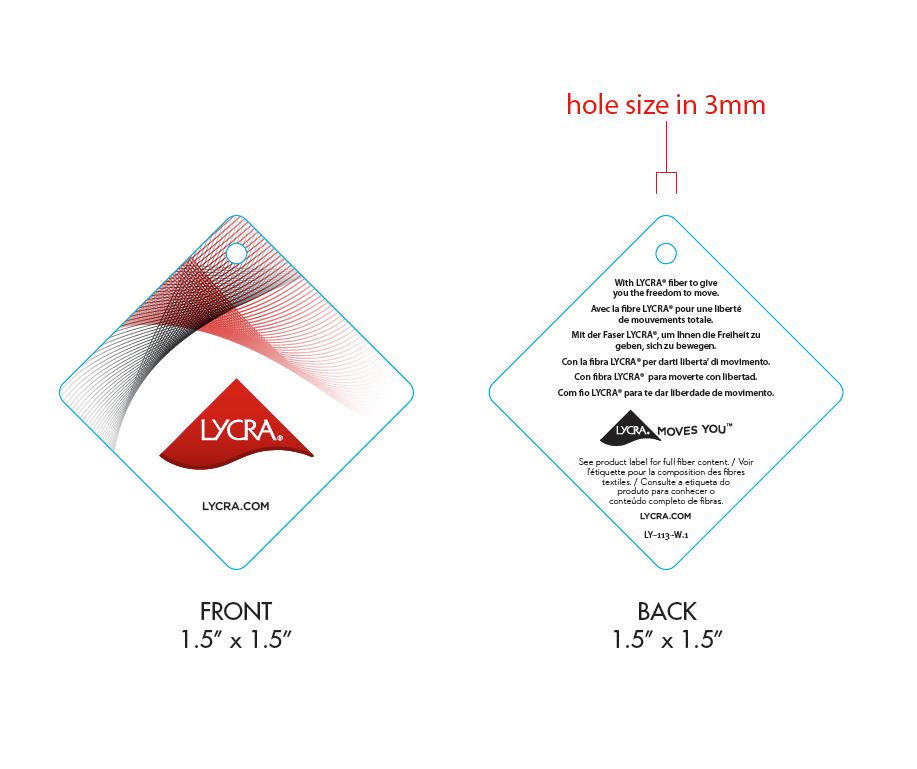 hole size in 3mm
LYCRA®
LYCRA.COM
FRONT
1.5” x 1.5”
With LYCRA® fiber to give
you the freedom to move.
Avec la fibre LYCRA® pour une liberté
de mouvements totale.
Mit der Faser LYCRA®, um Ihnen die Freiheit zu
geben, sich zu bewegen.
Con la fibra LYCRA® per darti liberta’ di movimento.
Con fibra LYCRA® para moverte con libertad.
Com fio LYCRA® para te dar liberdade de movimento.
LYCRA® MOVES YOU™
See product label for full fiber content. / Voir
l’étiquette pour la composition des fibres
textiles. / Consulte a etiqueta do
produto para conhecer o
conteúdo completo de fibras.
LYCRA.COM
LY–113–W.1
BACK
1.5” x 1.5”